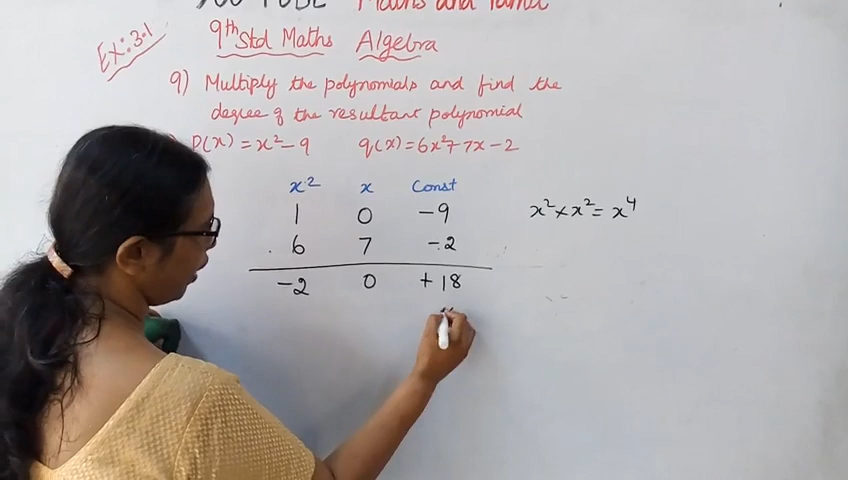 YOU TUBE Maths and Tamil
Ex: 3.1
9th Std Maths Algebra
9) Multiply the polynomials and find the
degree of the resultant polynomial
P(x) = x² - 9 q(x) = 6x² + 7x - 2
x² x Const
1 0 -9 x² × x² = x⁴
6 7 -2
-2 0 +18